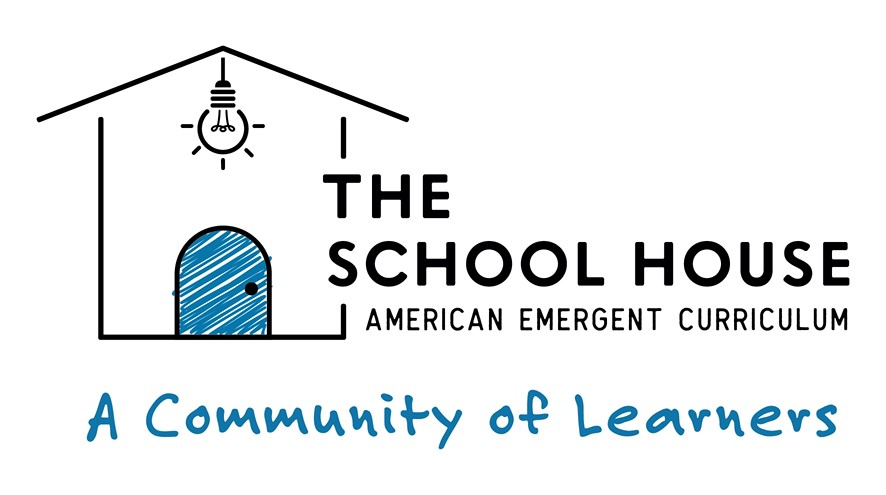 THE
SCHOOL HOUSE
AMERICAN EMERGENT CURRICULUM
A Community of Learners